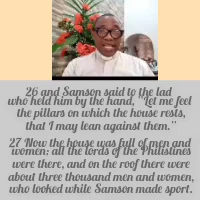 26 and Samson said to the lad
who held him by the hand, "Let me feel
the pillars on which the house rests,
that I may lean against them."
27 Now the house was full of men and
women; all the lords of the Philistines
were there, and on the roof there were
about three thousand men and women,
who looked while Samson made sport.